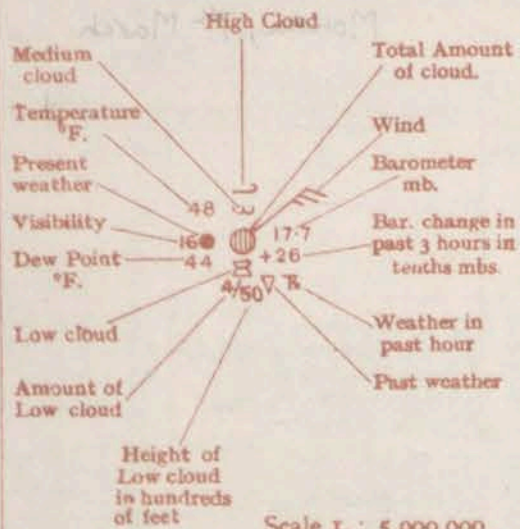 High Cloud
Medium
cloud
Total Amount
of cloud.
Temperature
°F.
Wind
Present
weather
Barometer
mb.
48
Visibility
16
17·7
Bar. change in
past 3 hours in
tenths mbs.
Dew Point
°F.
44
+26
4/50
Low cloud
Weather in
past hour
Amount of
Low cloud
Past weather
Height of
Low cloud
in hundreds
of feet
Scale 1 : 5,000,000